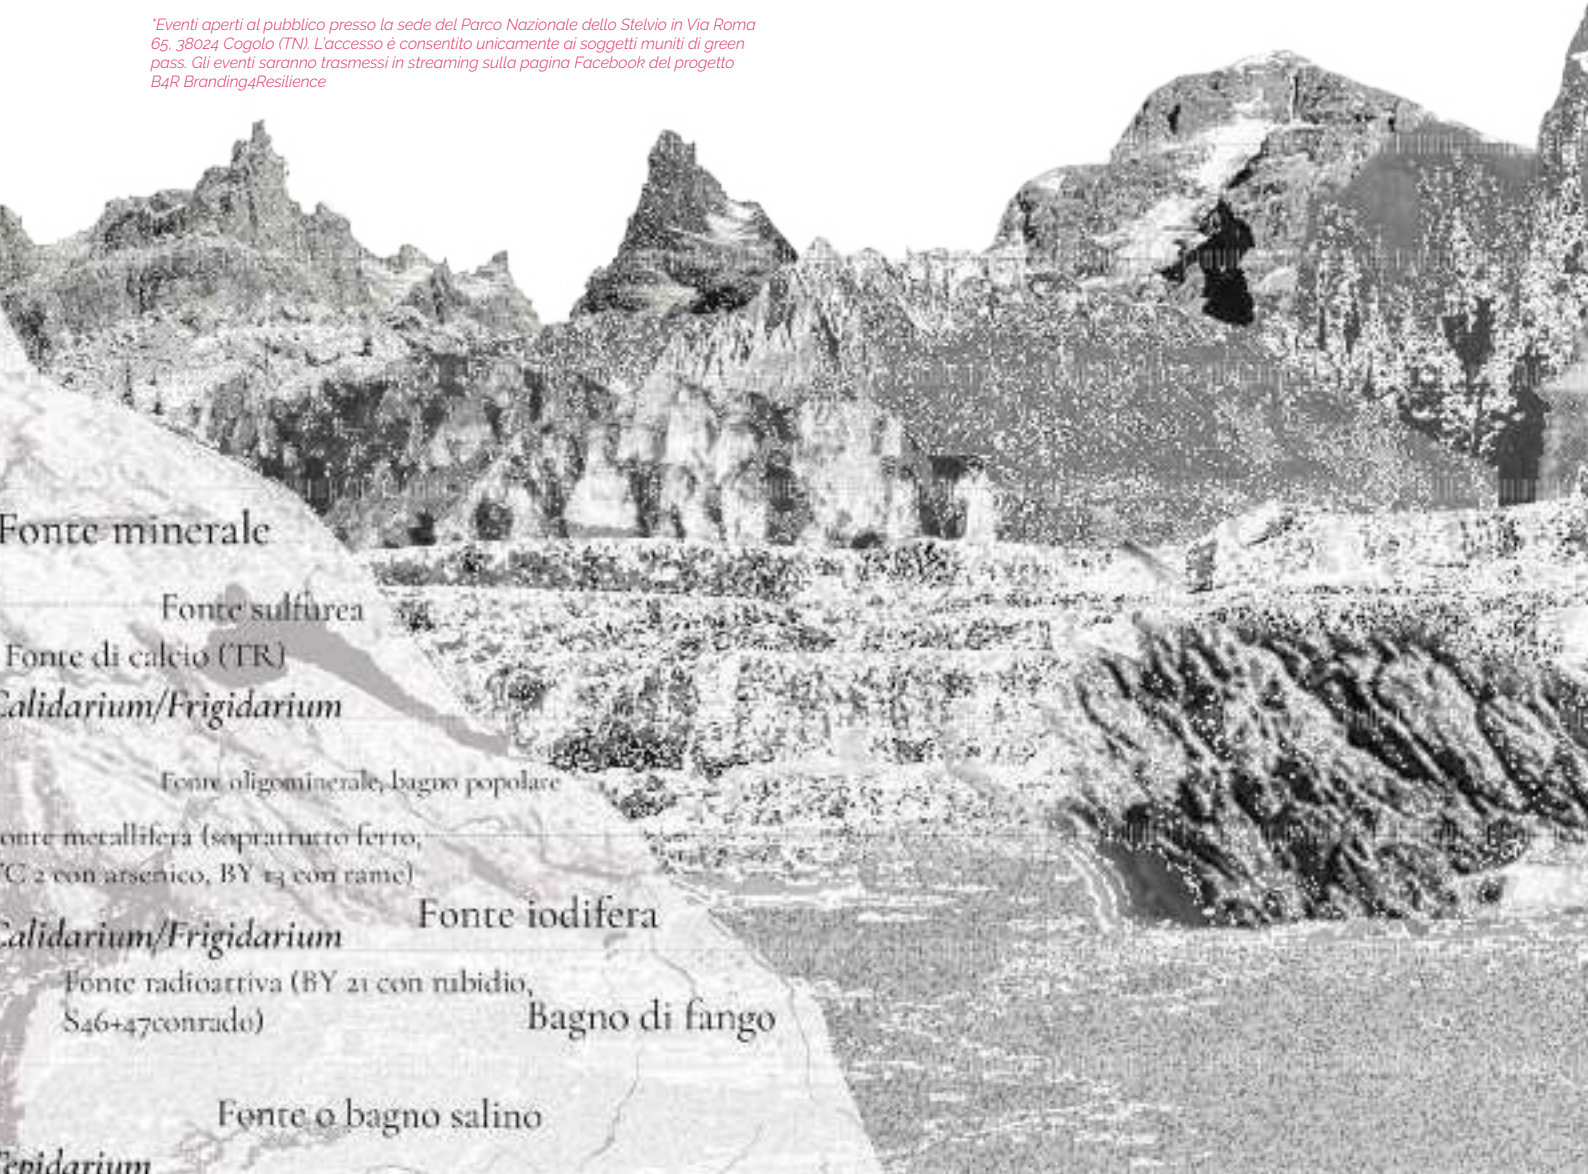 *Eventi aperti al pubblico presso la sede del Parco Nazionale dello Stelvio in Via Roma
65, 38024 Cogolo (TN). L'accesso è consentito unicamente ai soggetti muniti di green
pass. Gli eventi saranno trasmessi in streaming sulla pagina Facebook del progetto
B4R Branding4Resilience
Fonte minerale
Fonte sulfurea
Fonte di calcio (TR)
Calidarium/Frigidarium
Fonte oligominerale, bagno popolare
Fonte metallifera (soprattutto ferro,
2 con arsenico, BY 13 con rame)
Fonte iodifera
Calidarium/Frigidarium
Fonte radioattiva (BY 21 con rubidio,
S46+47conrado)
Bagno di fango
Fonte o bagno salino
Tepidarium